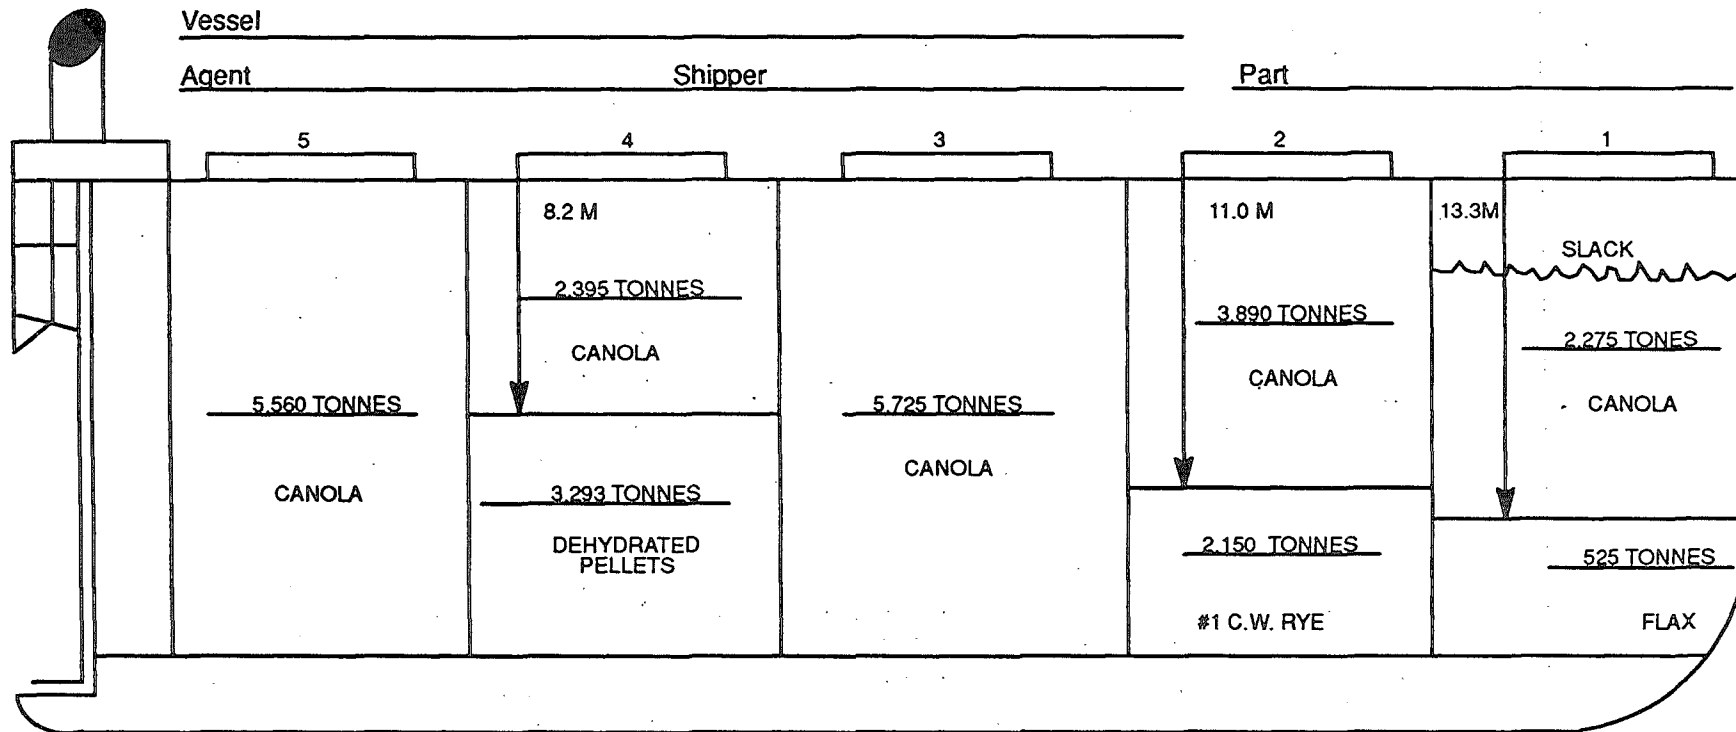 Vessel
Agent Shipper Part
5 4 3 2 1
8.2 M 11.0 M 13.3M
SLACK
2.395 TONNES
3.890 TONNES
2.275 TONES
CANOLA
CANOLA
5.560 TONNES
5.725 TONNES
CANOLA
CANOLA
CANOLA
3.293 TONNES
DEHYDRATED
PELLETS
2.150 TONNES
525 TONNES
#1 C.W. RYE
FLAX